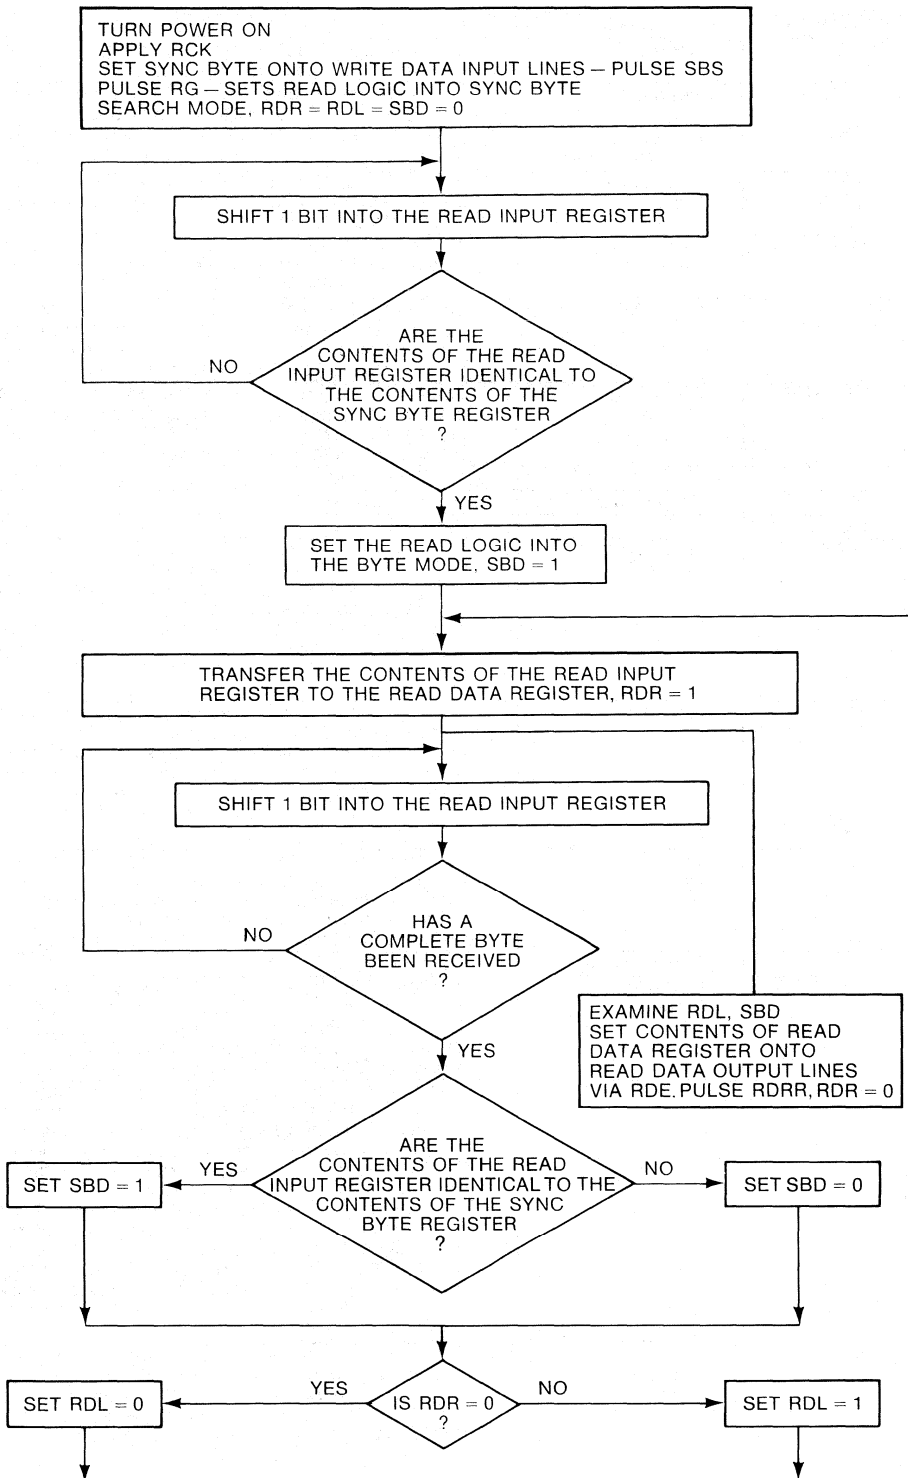 TURN POWER ON
APPLY RCK
SET SYNC BYTE ONTO WRITE DATA INPUT LINES – PULSE SBS
PULSE RG – SETS READ LOGIC INTO SYNC BYTE
SEARCH MODE, RDR = RDL = SBD = 0
SHIFT 1 BIT INTO THE READ INPUT REGISTER
ARE THE
CONTENTS OF THE READ
INPUT REGISTER IDENTICAL TO
THE CONTENTS OF THE
SYNC BYTE REGISTER
?
NO
YES
SET THE READ LOGIC INTO
THE BYTE MODE, SBD = 1
TRANSFER THE CONTENTS OF THE READ INPUT
REGISTER TO THE READ DATA REGISTER, RDR = 1
SHIFT 1 BIT INTO THE READ INPUT REGISTER
HAS A
COMPLETE BYTE
BEEN RECEIVED
?
NO
YES
EXAMINE RDL, SBD
SET CONTENTS OF READ
DATA REGISTER ONTO
READ DATA OUTPUT LINES
VIA RDE. PULSE RDRR, RDR = 0
ARE THE
CONTENTS OF THE READ
INPUT REGISTER IDENTICAL TO THE
CONTENTS OF THE SYNC
BYTE REGISTER
?
YES
NO
SET SBD = 1
SET SBD = 0
IS RDR = 0
?
YES
NO
SET RDL = 0
SET RDL = 1